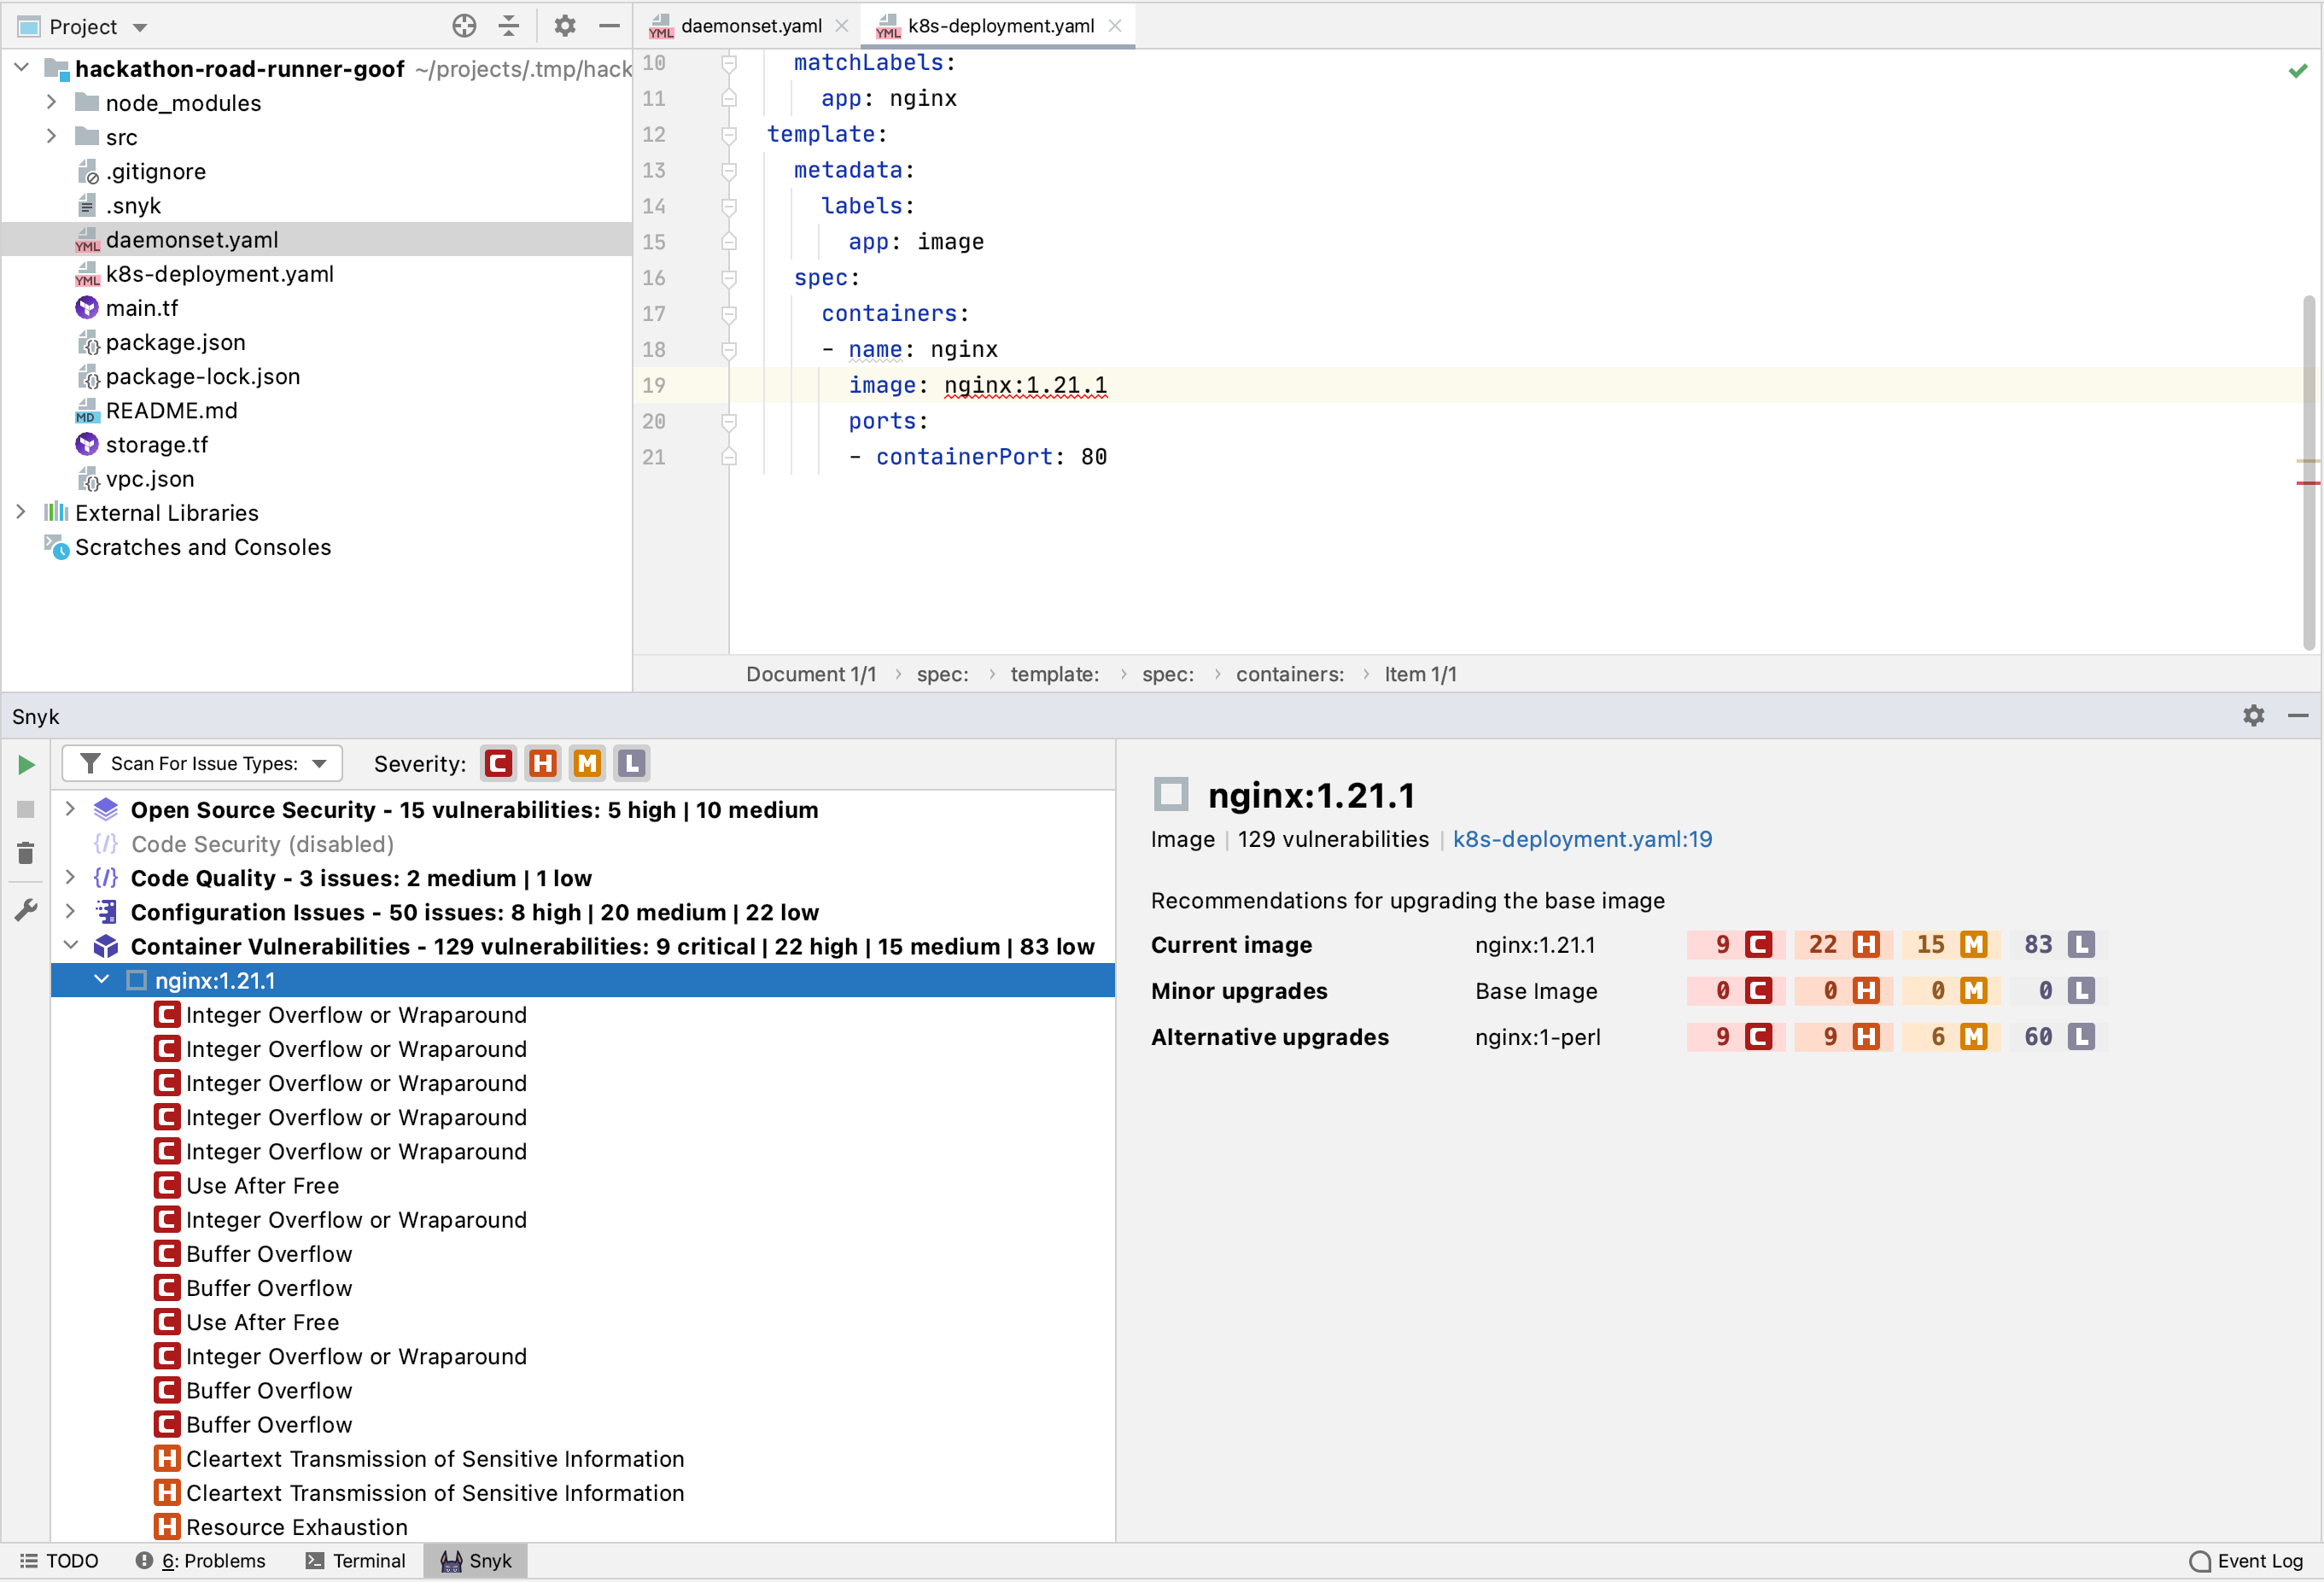 Project
hackathon-road-runner-goof ~/projects/.tmp/hack
node_modules
src
.gitignore
.snyk
daemonset.yaml
k8s-deployment.yaml
main.tf
package.json
package-lock.json
README.md
storage.tf
vpc.json
External Libraries
Scratches and Consoles
daemonset.yaml
k8s-deployment.yaml
10 matchLabels:
11 app: nginx
12 template:
13 metadata:
14 labels:
15 app: image
16 spec:
17 containers:
18 - name: nginx
19 image: nginx:1.21.1
20 ports:
21 - containerPort: 80
Document 1/1 › spec: › template: › spec: › containers: › Item 1/1
Snyk
Scan For Issue Types: Severity: C H M L
Open Source Security - 15 vulnerabilities: 5 high | 10 medium
Code Security (disabled)
Code Quality - 3 issues: 2 medium | 1 low
Configuration Issues - 50 issues: 8 high | 20 medium | 22 low
Container Vulnerabilities - 129 vulnerabilities: 9 critical | 22 high | 15 medium | 83 low
nginx:1.21.1
C Integer Overflow or Wraparound
C Integer Overflow or Wraparound
C Integer Overflow or Wraparound
C Integer Overflow or Wraparound
C Integer Overflow or Wraparound
C Use After Free
C Integer Overflow or Wraparound
C Buffer Overflow
C Buffer Overflow
C Use After Free
C Integer Overflow or Wraparound
C Buffer Overflow
C Buffer Overflow
H Cleartext Transmission of Sensitive Information
H Cleartext Transmission of Sensitive Information
H Resource Exhaustion
nginx:1.21.1
Image | 129 vulnerabilities | k8s-deployment.yaml:19
Recommendations for upgrading the base image
Current image nginx:1.21.1 9 C 22 H 15 M 83 L
Minor upgrades Base Image 0 C 0 H 0 M 0 L
Alternative upgrades nginx:1-perl 9 C 9 H 6 M 60 L
TODO 6: Problems Terminal Snyk Event Log